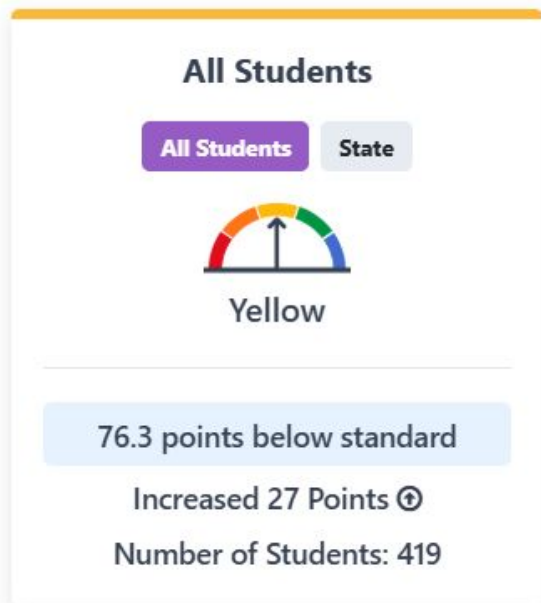 All Students
All Students State
Yellow
76.3 points below standard
Increased 27 Points
Number of Students: 419